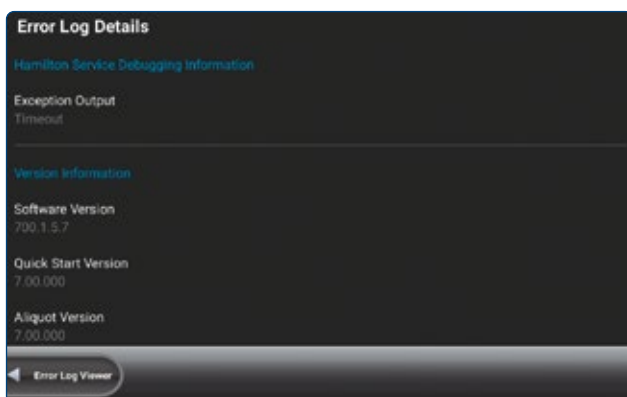 Error Log Details
Hamilton Service Debugging Information
Exception Output
Timeout
Version Information
Software Version
700.1.5.7
Quick Start Version
7.00.000
Aliquot Version
7.00.000
Error Log Viewer